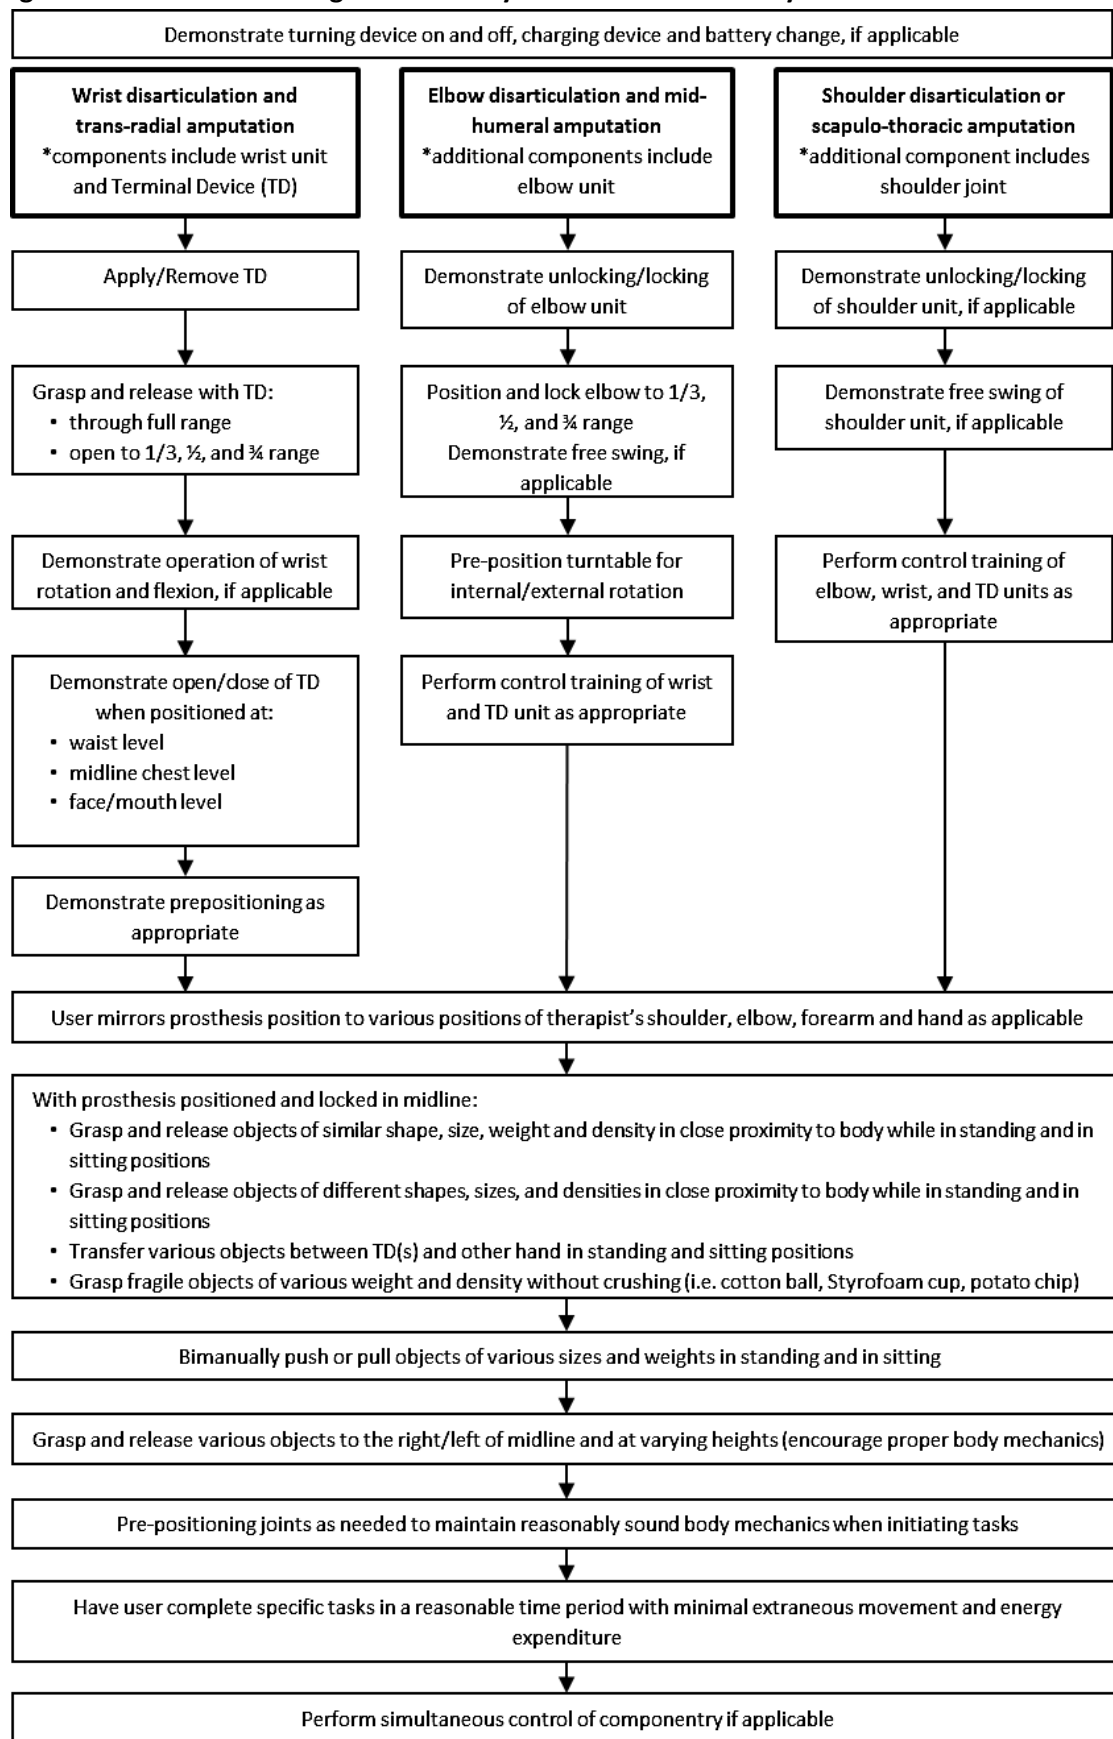 Demonstrate turning device on and off, charging device and battery change, if applicable
Wrist disarticulation and
trans-radial amputation
*components include wrist unit
and Terminal Device (TD)
Elbow disarticulation and mid-
humeral amputation
*additional components include
elbow unit
Shoulder disarticulation or
scapulo-thoracic amputation
*additional component includes
shoulder joint
Apply/Remove TD
Demonstrate unlocking/locking
of elbow unit
Demonstrate unlocking/locking
of shoulder unit, if applicable
Grasp and release with TD:
• through full range
• open to 1/3, ½, and ¾ range
Position and lock elbow to 1/3,
½, and ¾ range
Demonstrate free swing, if
applicable
Demonstrate free swing of
shoulder unit, if applicable
Demonstrate operation of wrist
rotation and flexion, if applicable
Pre-position turntable for
internal/external rotation
Perform control training of
elbow, wrist, and TD units as
appropriate
Demonstrate open/close of TD
when positioned at:
• waist level
• midline chest level
• face/mouth level
Perform control training of wrist
and TD unit as appropriate
Demonstrate prepositioning as
appropriate
User mirrors prosthesis position to various positions of therapist's shoulder, elbow, forearm and hand as applicable
With prosthesis positioned and locked in midline:
• Grasp and release objects of similar shape, size, weight and density in close proximity to body while in standing and in
sitting positions
• Grasp and release objects of different shapes, sizes, and densities in close proximity to body while in standing and in
sitting positions
• Transfer various objects between TD(s) and other hand in standing and sitting positions
• Grasp fragile objects of various weight and density without crushing (i.e. cotton ball, Styrofoam cup, potato chip)
Bimanually push or pull objects of various sizes and weights in standing and in sitting
Grasp and release various objects to the right/left of midline and at varying heights (encourage proper body mechanics)
Pre-positioning joints as needed to maintain reasonably sound body mechanics when initiating tasks
Have user complete specific tasks in a reasonable time period with minimal extraneous movement and energy
expenditure
Perform simultaneous control of componentry if applicable